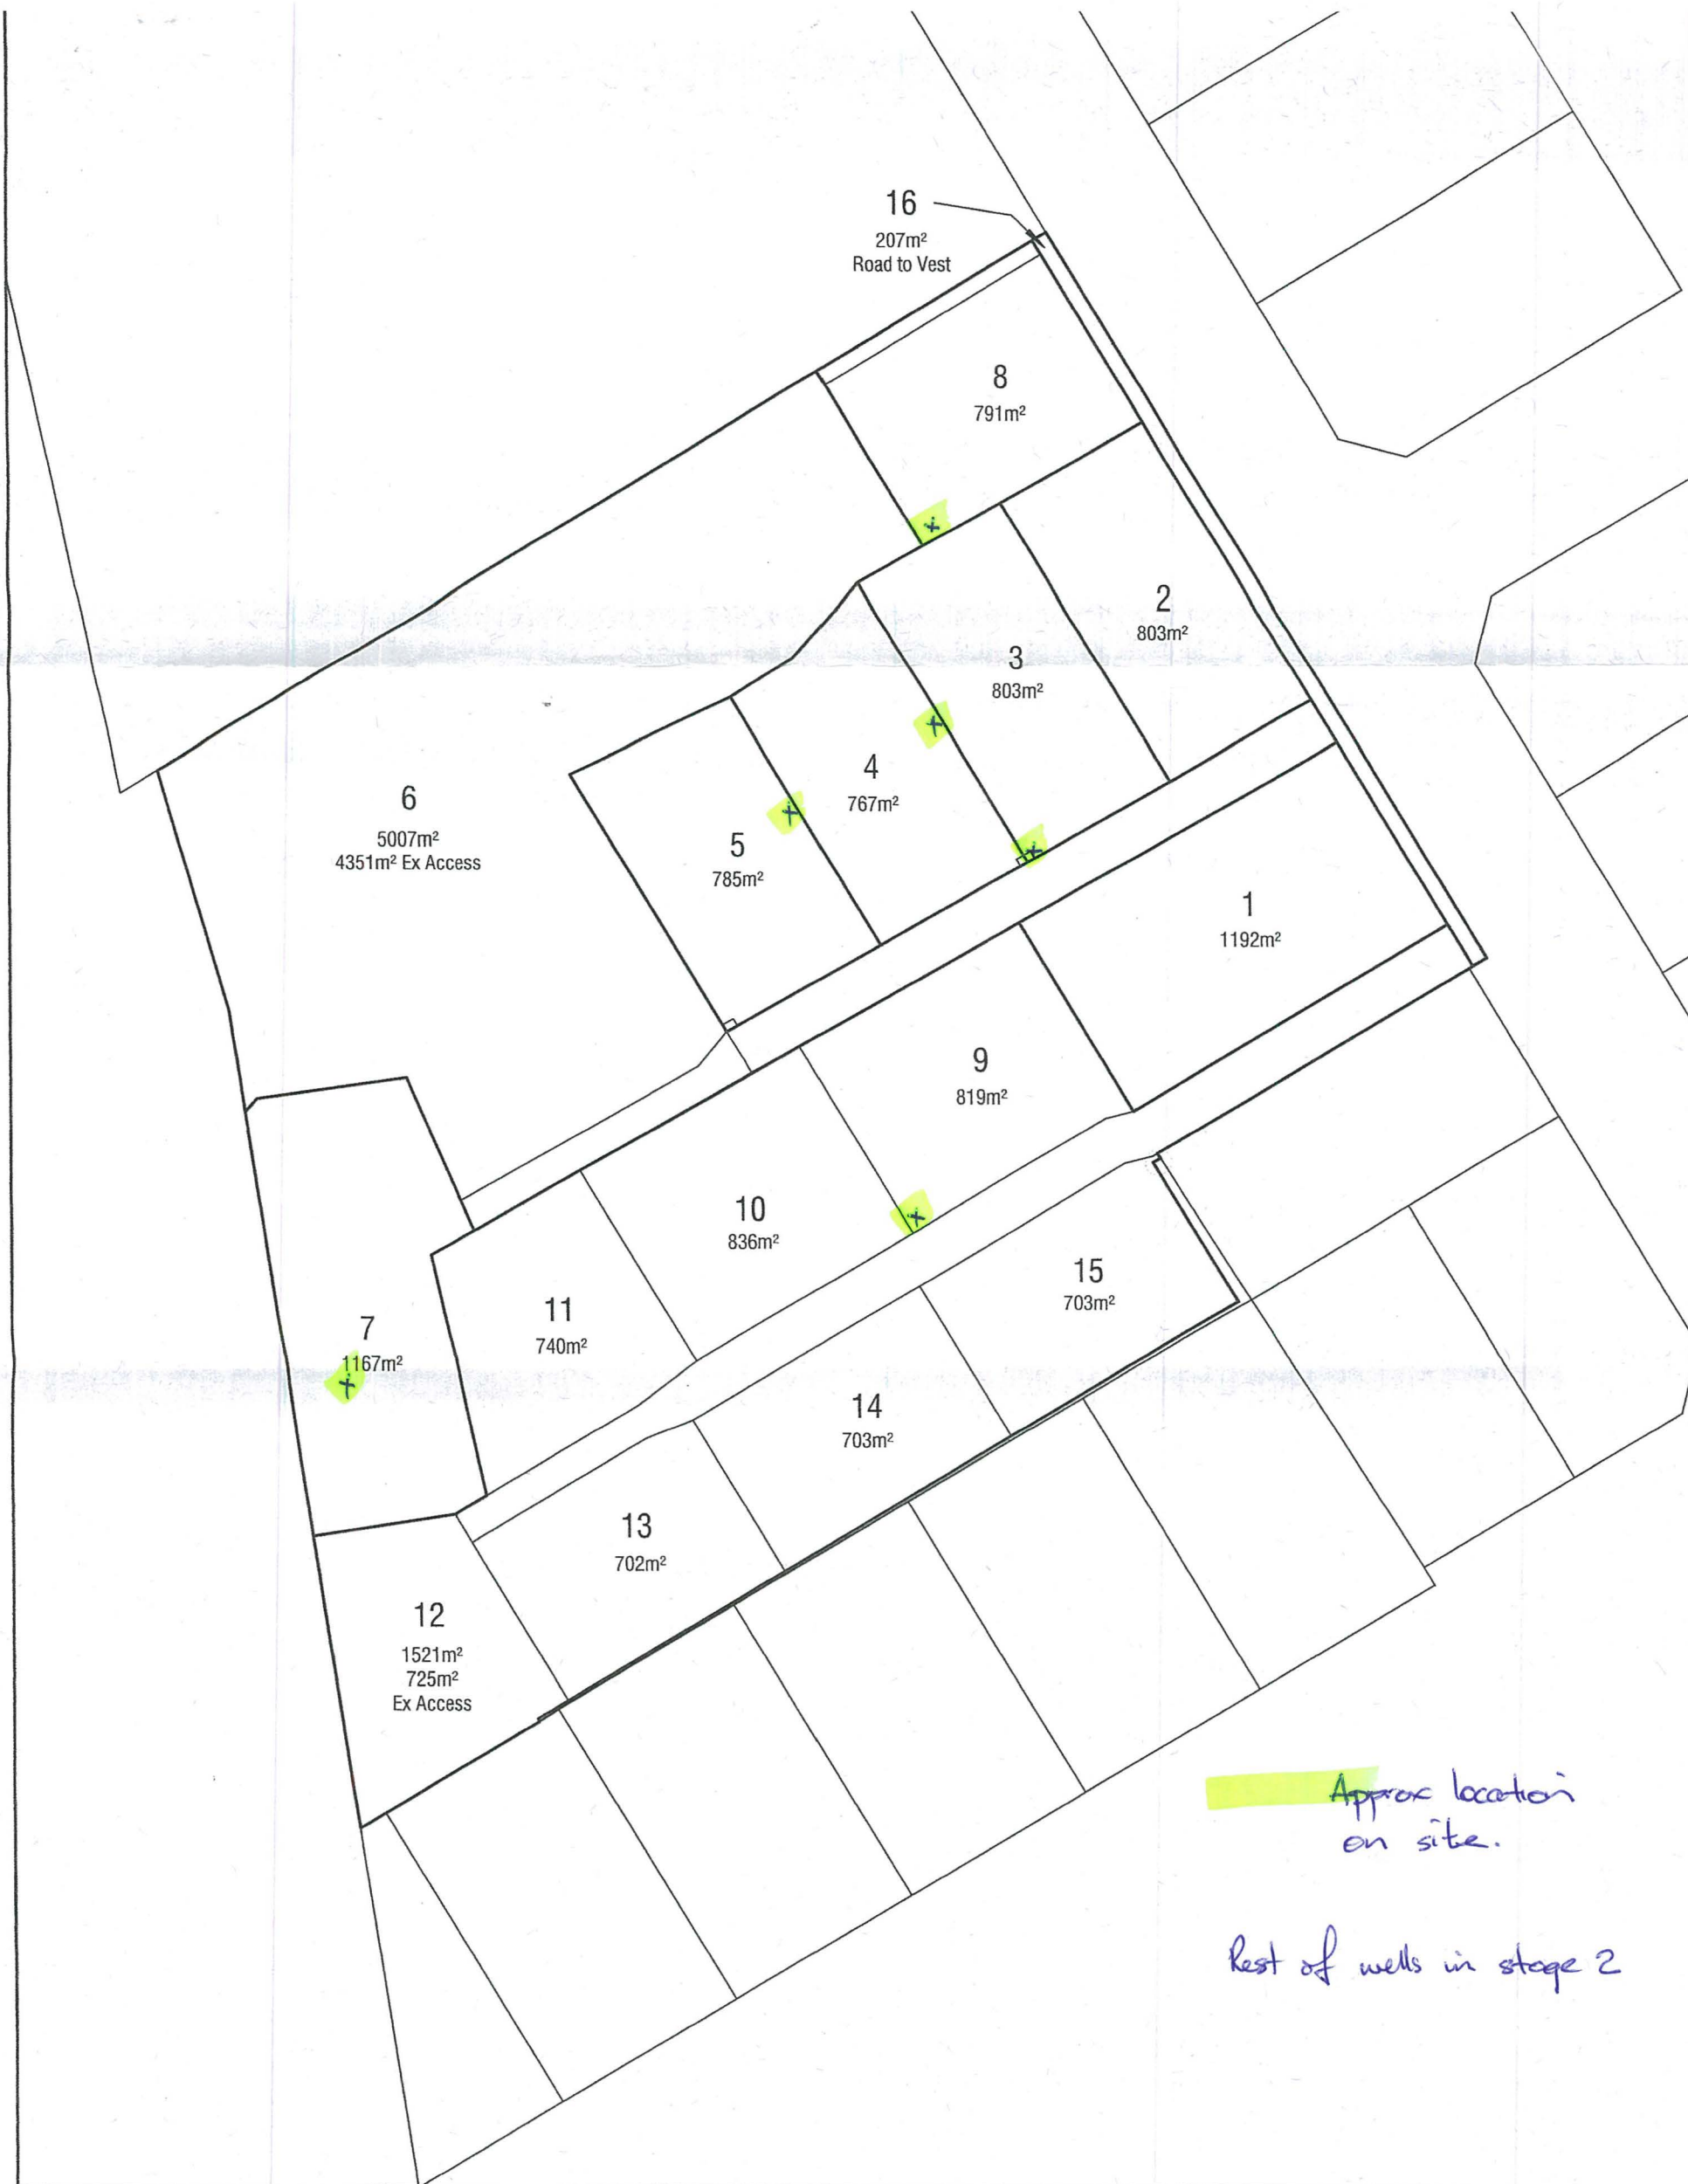 16
207m²
Road to Vest
8
791m²
2
803m²
3
803m²
4
767m²
6
5007m²
4351m² Ex Access
5
785m²
1
1192m²
9
819m²
10
836m²
15
703m²
11
740m²
7
1167m²
14
703m²
13
702m²
12
1521m²
725m²
Ex Access
Approx location
on site.
Rest of wells in stage 2